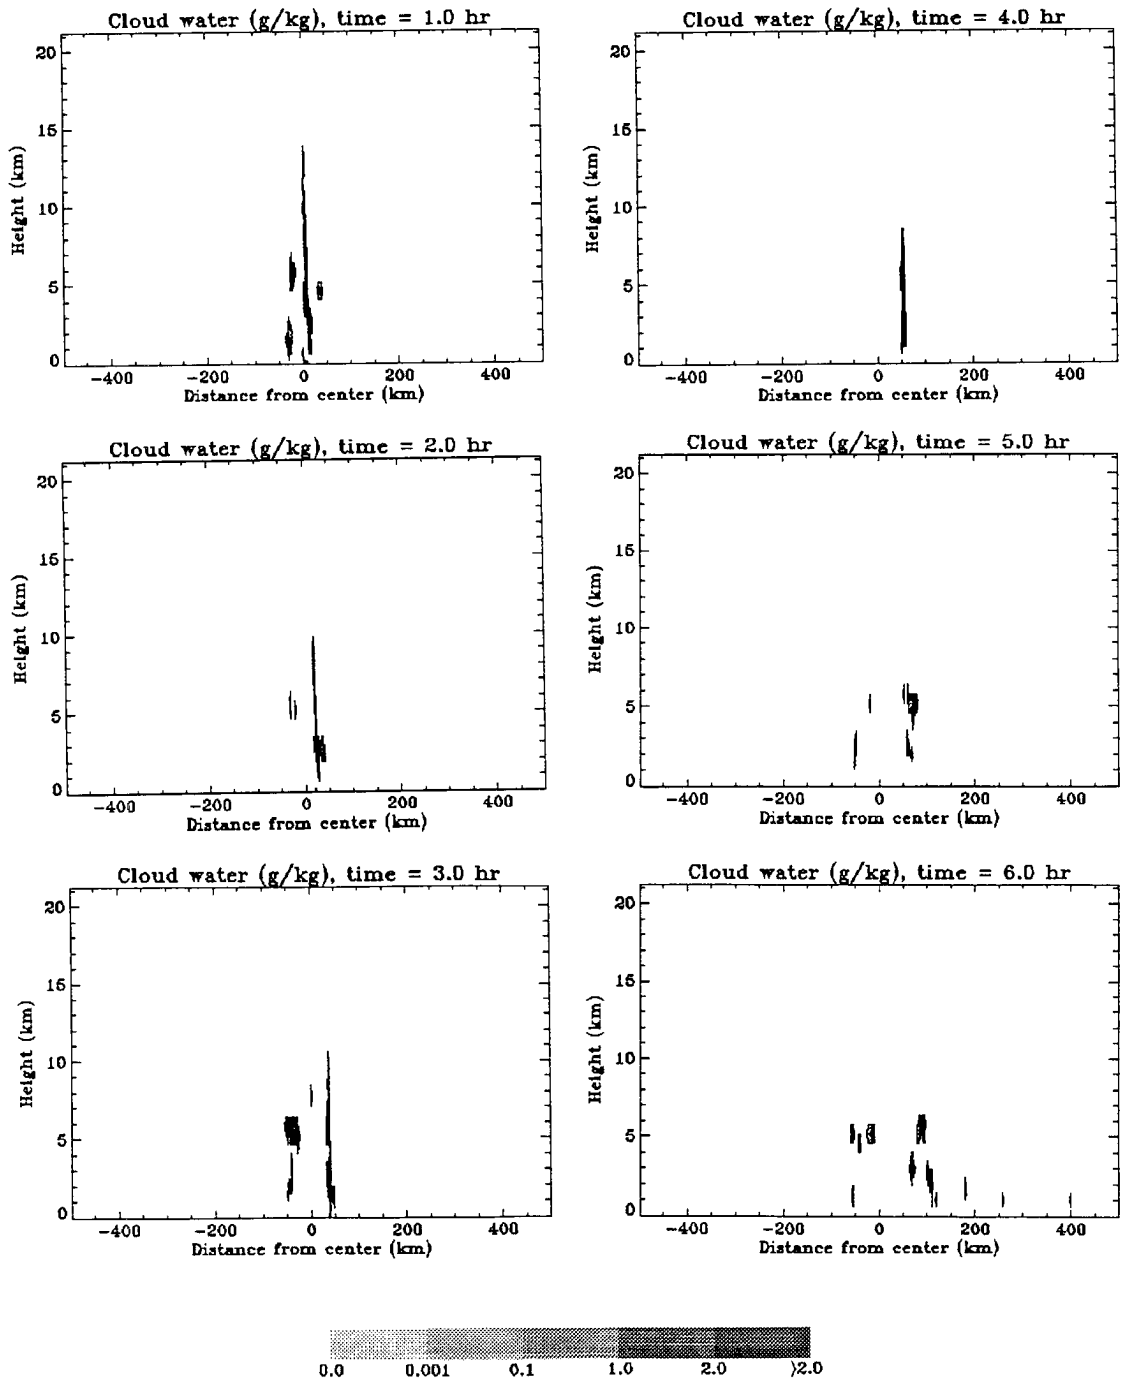 Cloud water (g/kg), time = 1.0 hr
20
15
10
5
0
Height (km)
-400 -200 0 200 400
Distance from center (km)
Cloud water (g/kg), time = 4.0 hr
20
15
10
5
0
Height (km)
-400 -200 0 200 400
Distance from center (km)
Cloud water (g/kg), time = 2.0 hr
20
15
10
5
0
Height (km)
-400 -200 0 200 400
Distance from center (km)
Cloud water (g/kg), time = 5.0 hr
20
15
10
5
0
Height (km)
-400 -200 0 200 400
Distance from center (km)
Cloud water (g/kg), time = 3.0 hr
20
15
10
5
0
Height (km)
-400 -200 0 200 400
Distance from center (km)
Cloud water (g/kg), time = 6.0 hr
20
15
10
5
0
Height (km)
-400 -200 0 200 400
Distance from center (km)
0.0 0.001 0.1 1.0 2.0 >2.0